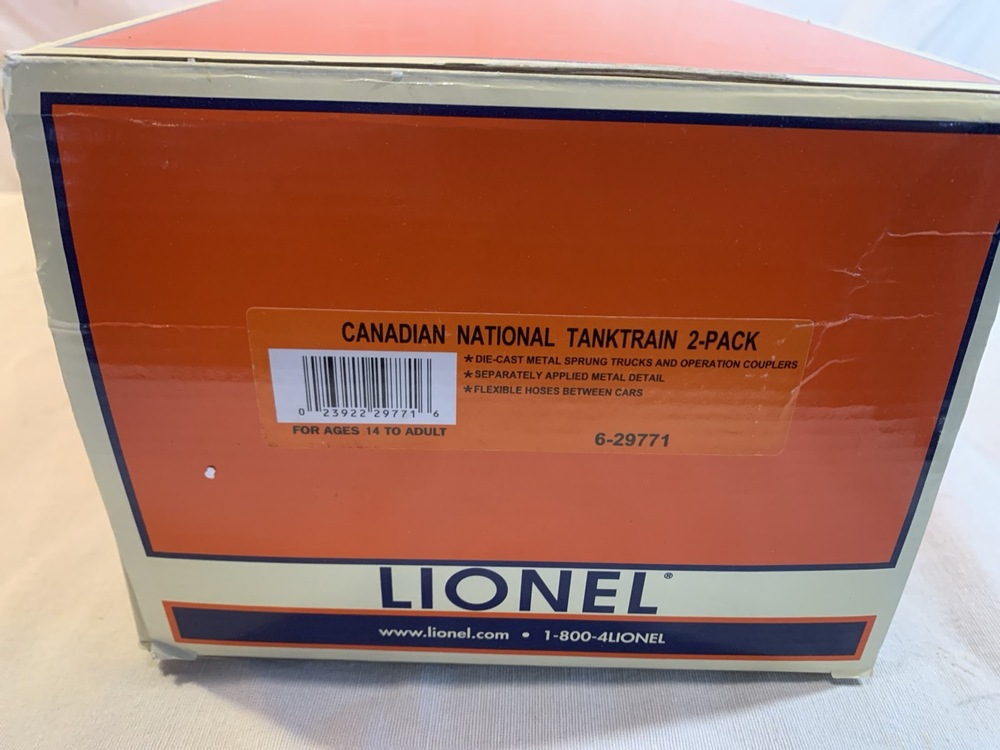 CANADIAN NATIONAL TANKTRAIN 2-PACK
* DIE-CAST METAL SPRUNG TRUCKS AND OPERATION COUPLERS
* SEPARATELY APPLIED METAL DETAIL
* FLEXIBLE HOSES BETWEEN CARS
0 23922 29771 6
FOR AGES 14 TO ADULT
6-29771
LIONEL®
www.lionel.com • 1-800-4LIONEL